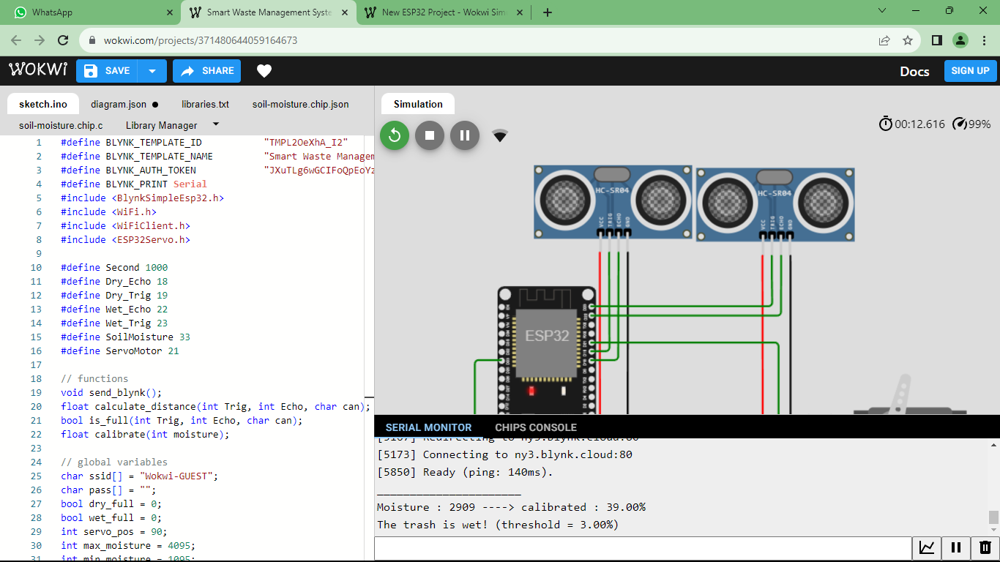 WhatsApp
Smart Waste Management Syste
New ESP32 Project - Wokwi Sim
wokwi.com/projects/371480644059164673
WOKWi
SAVE
SHARE
Docs
SIGN UP
sketch.ino
diagram.json
libraries.txt
soil-moisture.chip.json
soil-moisture.chip.c
Library Manager
Simulation
00:12.616
99%
1 #define BLYNK_TEMPLATE_ID "TMPL2OeXhA_I2"
2 #define BLYNK_TEMPLATE_NAME "Smart Waste Managem
3 #define BLYNK_AUTH_TOKEN "JXuTLg6wGCIFoQpEoYz
4 #define BLYNK_PRINT Serial
5 #include <BlynkSimpleEsp32.h>
6 #include <WiFi.h>
7 #include <WiFiClient.h>
8 #include <ESP32Servo.h>
9
10 #define Second 1000
11 #define Dry_Echo 18
12 #define Dry_Trig 19
13 #define Wet_Echo 22
14 #define Wet_Trig 23
15 #define SoilMoisture 33
16 #define ServoMotor 21
17
18 // functions
19 void send_blynk();
20 float calculate_distance(int Trig, int Echo, char can);
21 bool is_full(int Trig, int Echo, char can);
22 float calibrate(int moisture);
23
24 // global variables
25 char ssid[] = "Wokwi-GUEST";
26 char pass[] = "";
27 bool dry_full = 0;
28 bool wet_full = 0;
29 int servo_pos = 90;
30 int max_moisture = 4095;
31 int min_moisture = 1095;
HC-SR04
VCC
TRIG
ECHO
GND
HC-SR04
VCC
TRIG
ECHO
GND
ESP32
SERIAL MONITOR
CHIPS CONSOLE
[5167] Redirecting to ny3.blynk.cloud:80
[5173] Connecting to ny3.blynk.cloud:80
[5850] Ready (ping: 140ms).
______________________
Moisture : 2909 ----> calibrated : 39.00%
The trash is wet! (threshold = 3.00%)